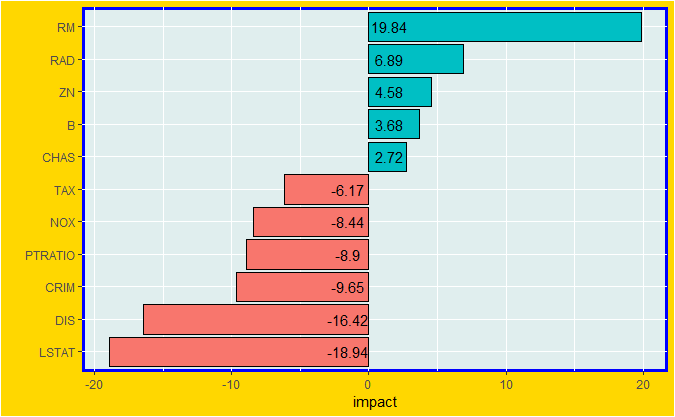 RM 19.84
RAD 6.89
ZN 4.58
B 3.68
CHAS 2.72
TAX -6.17
NOX -8.44
PTRATIO -8.9
CRIM -9.65
DIS -16.42
LSTAT -18.94
-20 -10 0 10 20
impact